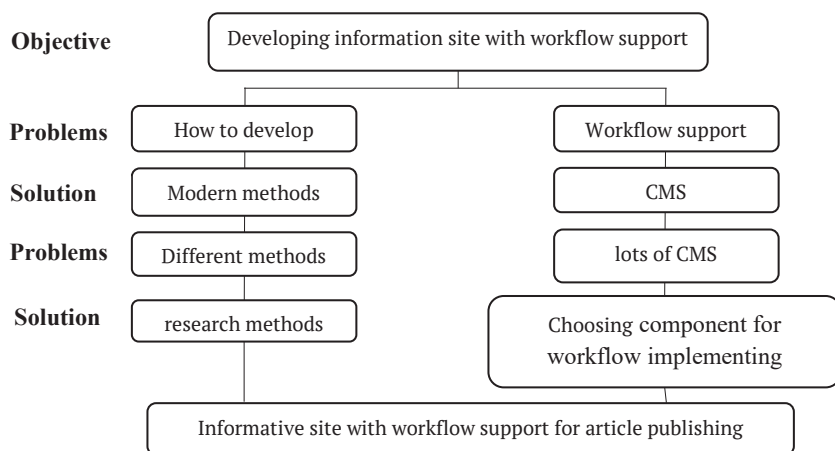 Objective
Developing information site with workflow support
Problems
How to develop
Workflow support
Solution
Modern methods
CMS
Problems
Different methods
lots of CMS
Solution
research methods
Choosing component for
workflow implementing
Informative site with workflow support for article publishing